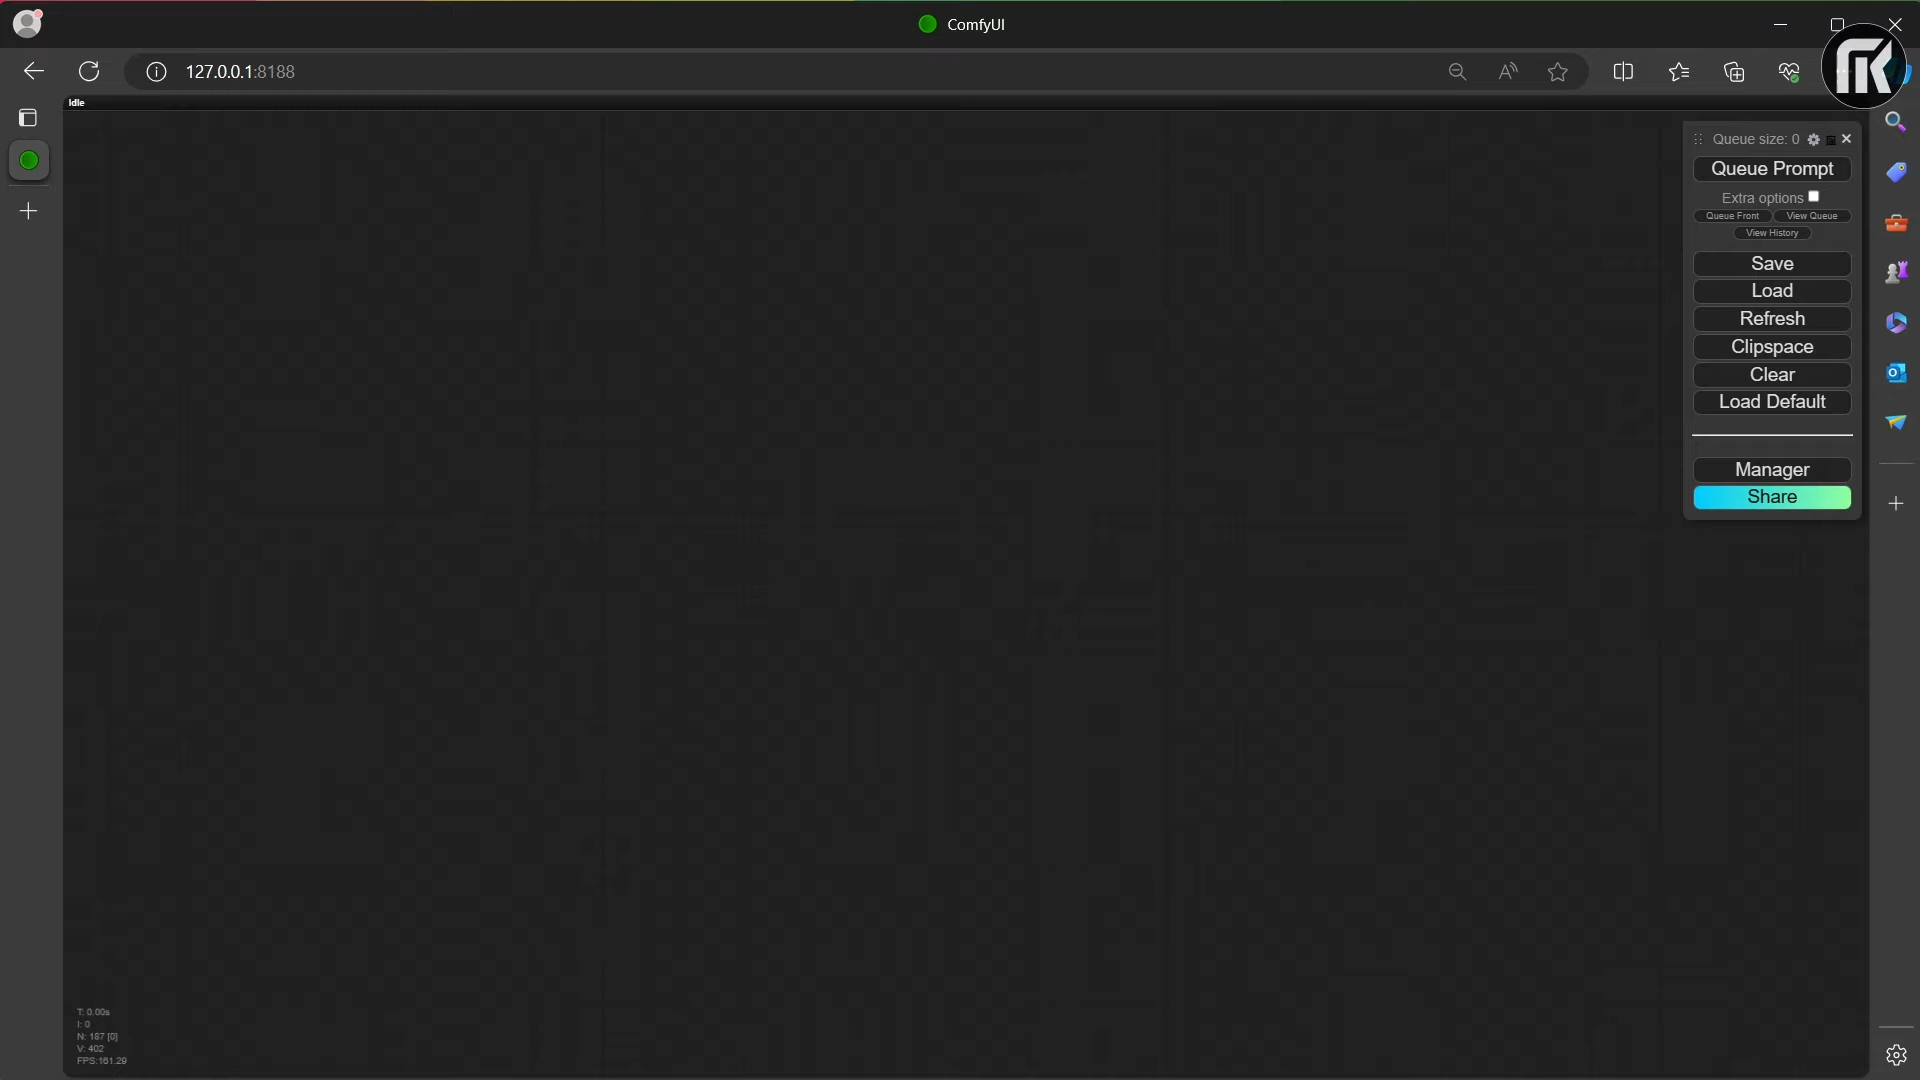 ComfyUI
127.0.0.1:8188
Idle
Queue size: 0
Queue Prompt
Extra options
Queue Front
View Queue
View History
Save
Load
Refresh
Clipspace
Clear
Load Default
Manager
Share
T: 0.00s
I: 0
N: 187 [0]
V: 402
FPS:161.29